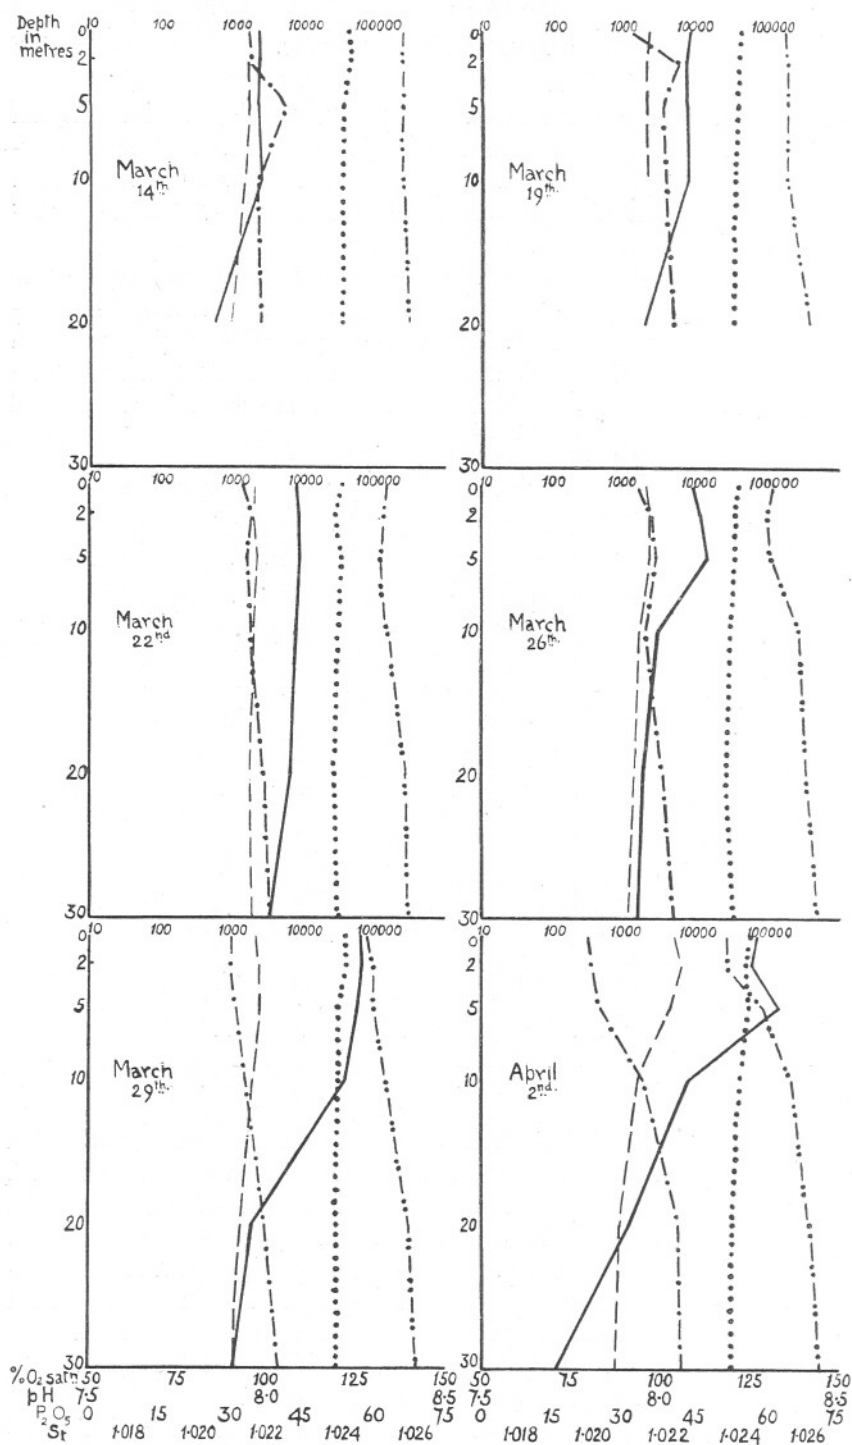 Depth in metres
10 100 1000 10000 100000
10 100 1000 10000 100000
0 0
2 2
5 5
March 14th. March 19th.
10 10
20 20
30 30
10 100 1000 10000 100000
10 100 1000 10000 100000
0 0
2 2
5 5
March 22nd March 26th.
10 10
20 20
30 30
10 100 1000 10000 100000
10 100 1000 10000 100000
0 0
2 2
5 5
March 29th. April 2nd.
10 10
20 20
30 30
% O2 satn 50 75 100 125 150 50 75 100 125 150
pH 7.5 8.0 8.5 7.5 8.0 8.5
P2O5 0 15 30 45 60 75 0 15 30 45 60 75
St 1.018 1.020 1.022 1.024 1.026 1.018 1.020 1.022 1.024 1.026